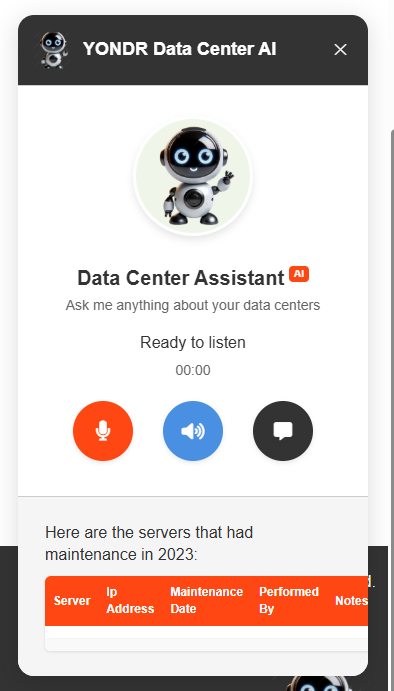 YONDR Data Center AI
Data Center Assistant AI
Ask me anything about your data centers
Ready to listen
00:00
Here are the servers that had
maintenance in 2023:
Server Ip Address Maintenance Date Performed By Notes